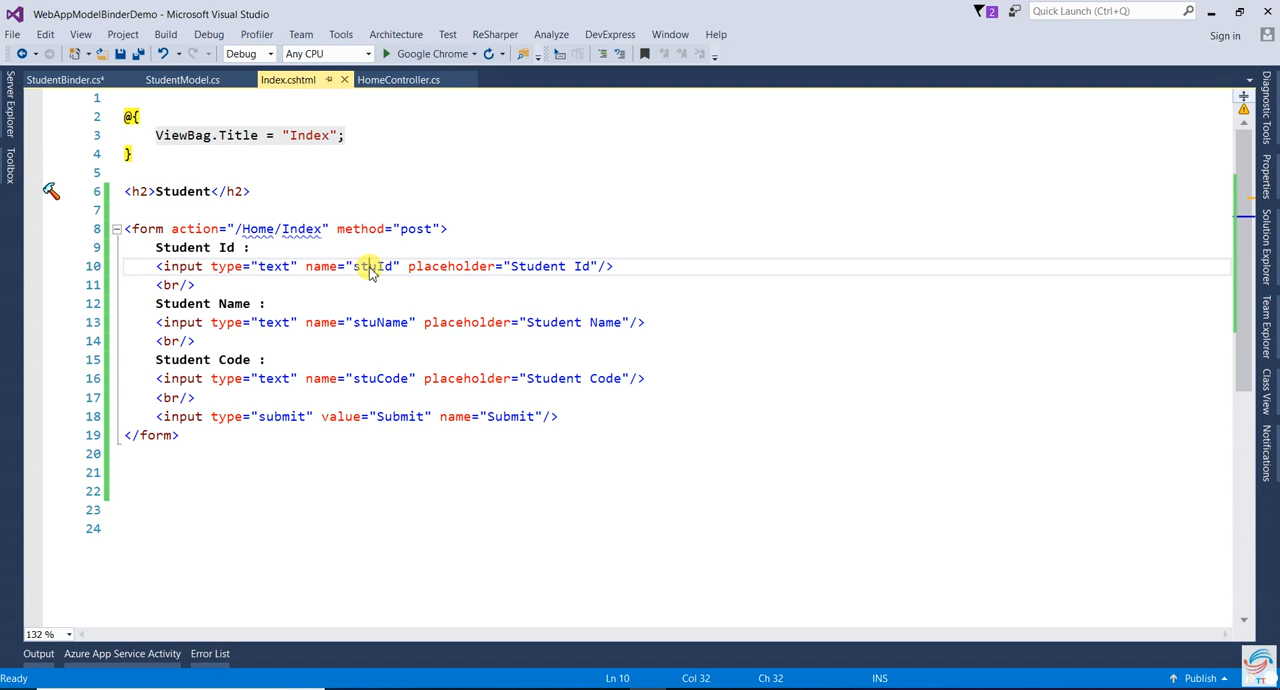 WebAppModelBinderDemo - Microsoft Visual Studio
2
Quick Launch (Ctrl+Q)
File Edit View Project Build Debug Profiler Team Tools Architecture Test ReSharper Analyze DevExpress Window Help
Sign in
Debug Any CPU Google Chrome
StudentBinder.cs* StudentModel.cs Index.cshtml HomeController.cs
Server Explorer
Toolbox
1
2 @{
3 ViewBag.Title = "Index";
4 }
5
6 <h2>Student</h2>
7
8 <form action="/Home/Index" method="post">
9 Student Id :
10 <input type="text" name="stuId" placeholder="Student Id"/>
11 <br/>
12 Student Name :
13 <input type="text" name="stuName" placeholder="Student Name"/>
14 <br/>
15 Student Code :
16 <input type="text" name="stuCode" placeholder="Student Code"/>
17 <br/>
18 <input type="submit" value="Submit" name="Submit"/>
19 </form>
20
21
22
23
24
Diagnostic Tools
Properties
Solution Explorer
Team Explorer
Class View
Notifications
132 %
Output Azure App Service Activity Error List
Ready Ln 10 Col 32 Ch 32 INS Publish
TT